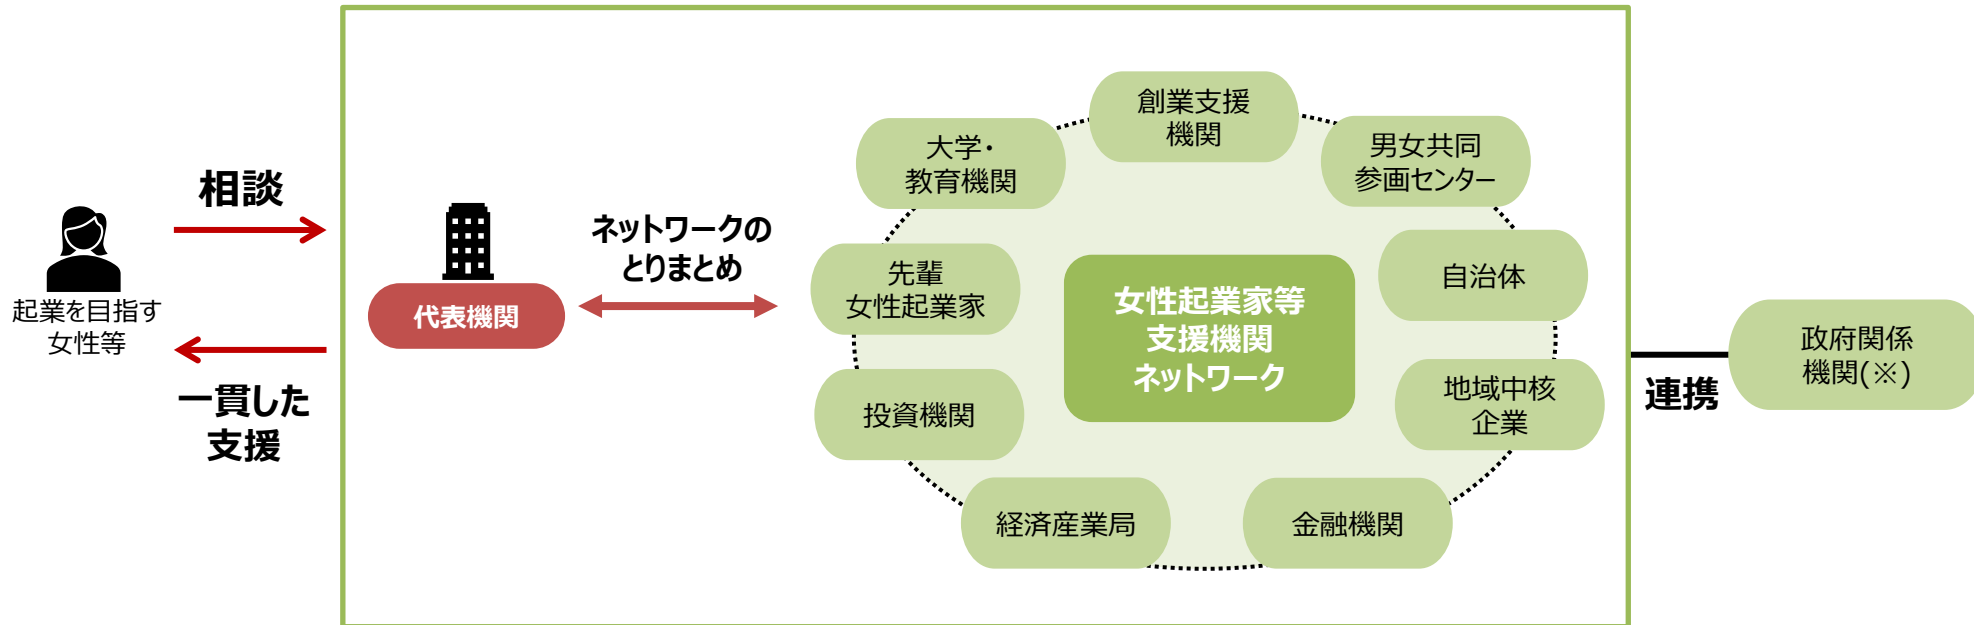 相談
起業を目指す
女性等
一貫した
支援
代表機関
ネットワークの
とりまとめ
創業支援
機関
大学・
教育機関
男女共同
参画センター
先輩
女性起業家
自治体
女性起業家等
支援機関
ネットワーク
投資機関
地域中核
企業
経済産業局
金融機関
連携
政府関係
機関(※)